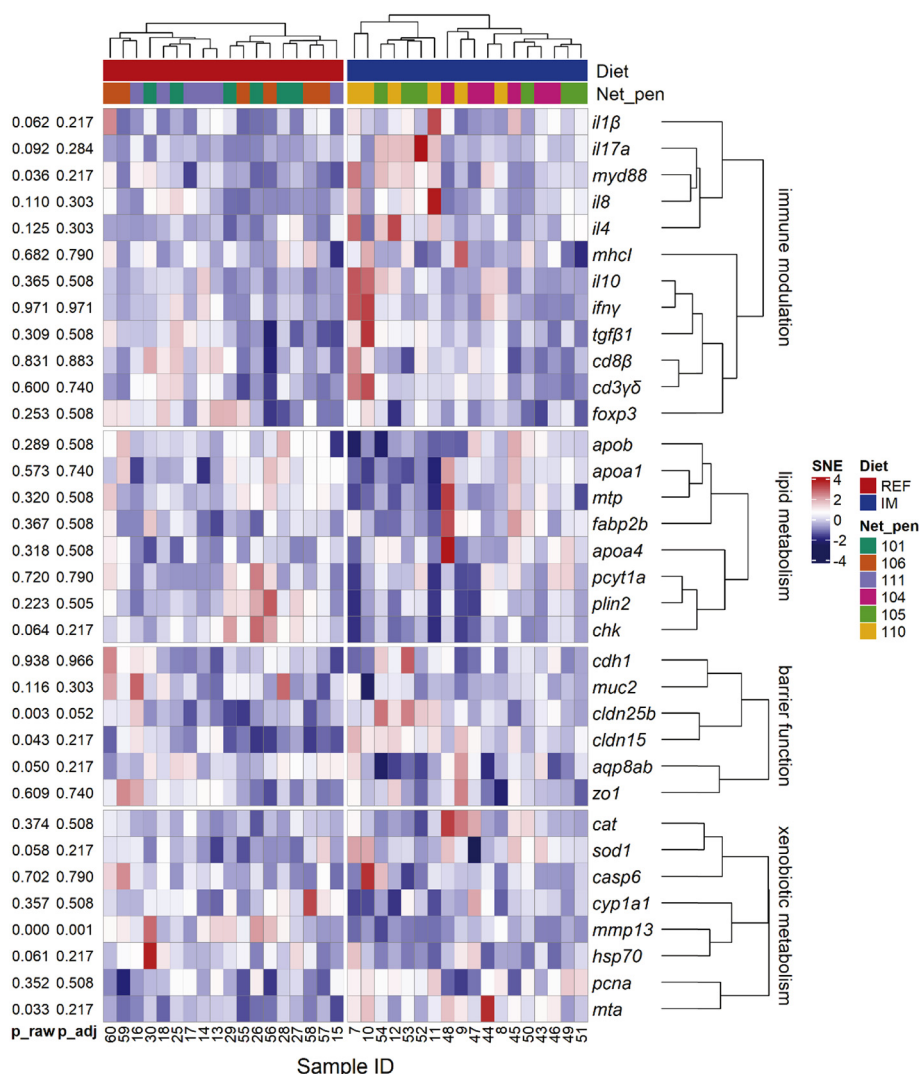 Diet
Net_pen
0.062 0.217 il1β
0.092 0.284 il17a
0.036 0.217 myd88
0.110 0.303 il8
0.125 0.303 il4
0.682 0.790 mhcI
0.365 0.508 il10
0.971 0.971 ifnγ
0.309 0.508 tgfβ1
0.831 0.883 cd8β
0.600 0.740 cd3γδ
0.253 0.508 foxp3
immune modulation
0.289 0.508 apob
0.573 0.740 apoa1
0.320 0.508 mtp
0.367 0.508 fabp2b
0.318 0.508 apoa4
0.720 0.790 pcyt1a
0.223 0.505 plin2
0.064 0.217 chk
lipid metabolism
0.938 0.966 cdh1
0.116 0.303 muc2
0.003 0.052 cldn25b
0.043 0.217 cldn15
0.050 0.217 aqp8ab
0.609 0.740 zo1
barrier function
0.374 0.508 cat
0.058 0.217 sod1
0.702 0.790 casp6
0.357 0.508 cyp1a1
0.000 0.001 mmp13
0.061 0.217 hsp70
0.352 0.508 pcna
0.033 0.217 mta
xenobiotic metabolism
p_raw p_adj 60 59 16 30 18 25 17 14 13 29 55 26 56 28 27 58 57 15 7 10 54 12 53 52 11 48 9 47 44 8 45 50 43 46 49 51
Sample ID
SNE
4
2
0
-2
-4
Diet
REF
IM
Net_pen
101
106
111
104
105
110